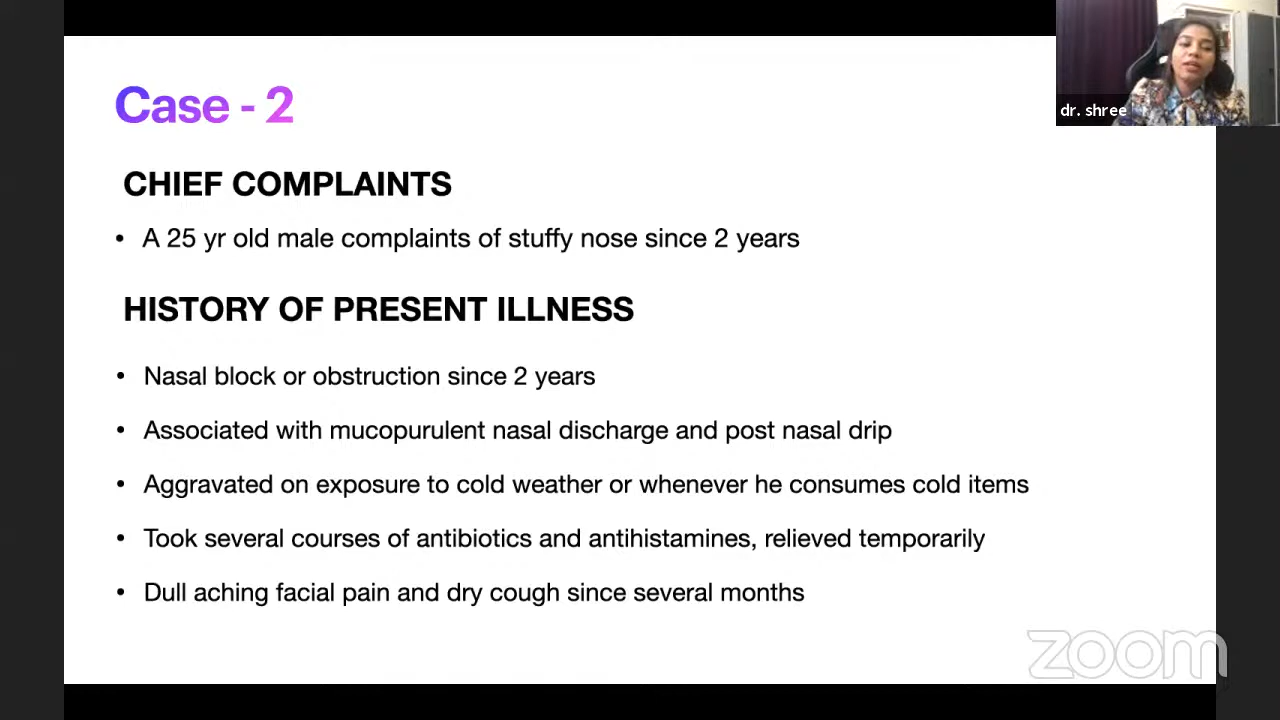 Case - 2
dr. shree
CHIEF COMPLAINTS
• A 25 yr old male complaints of stuffy nose since 2 years
HISTORY OF PRESENT ILLNESS
• Nasal block or obstruction since 2 years
• Associated with mucopurulent nasal discharge and post nasal drip
• Aggravated on exposure to cold weather or whenever he consumes cold items
• Took several courses of antibiotics and antihistamines, relieved temporarily
• Dull aching facial pain and dry cough since several months
zoom